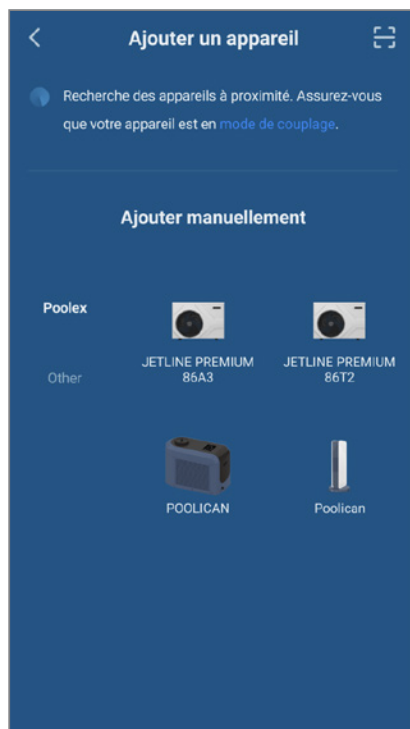 Ajouter un appareil
Recherche des appareils à proximité. Assurez-vous
que votre appareil est en mode de couplage.
Ajouter manuellement
Poolex
Other
JETLINE PREMIUM
86A3
JETLINE PREMIUM
86T2
POOLICAN
Poolican